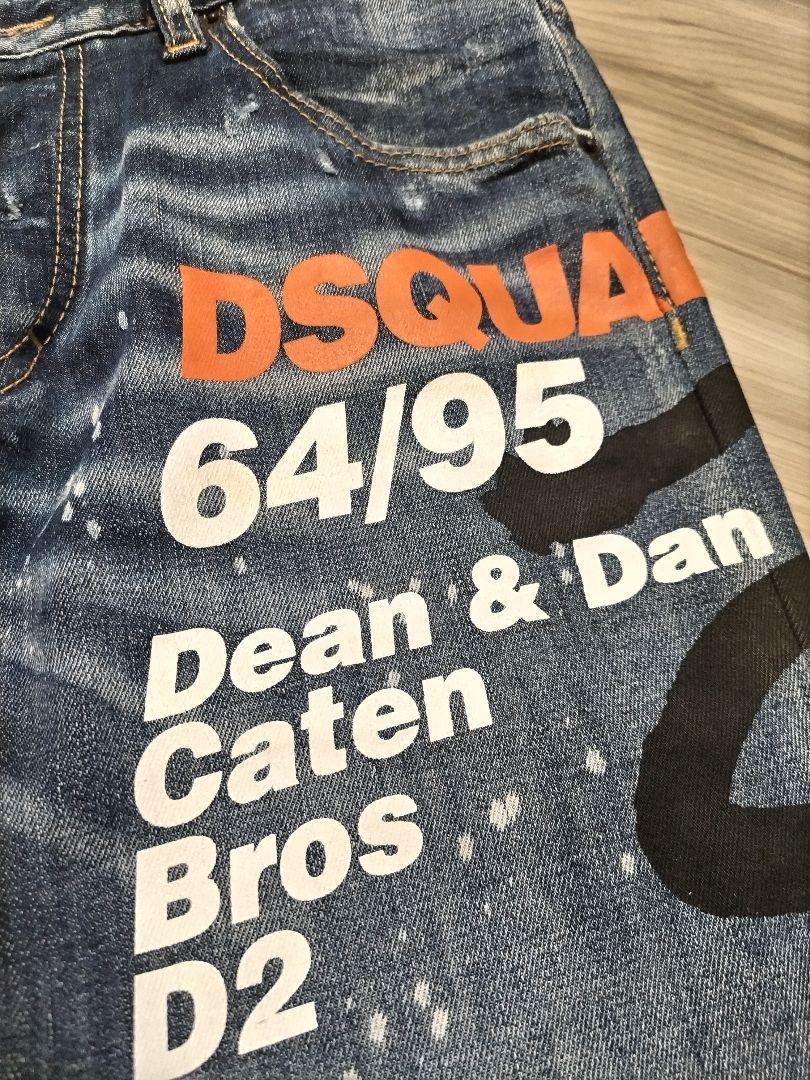 DSQUA
64/95
Dean & Dan
Caten
Bros
D2